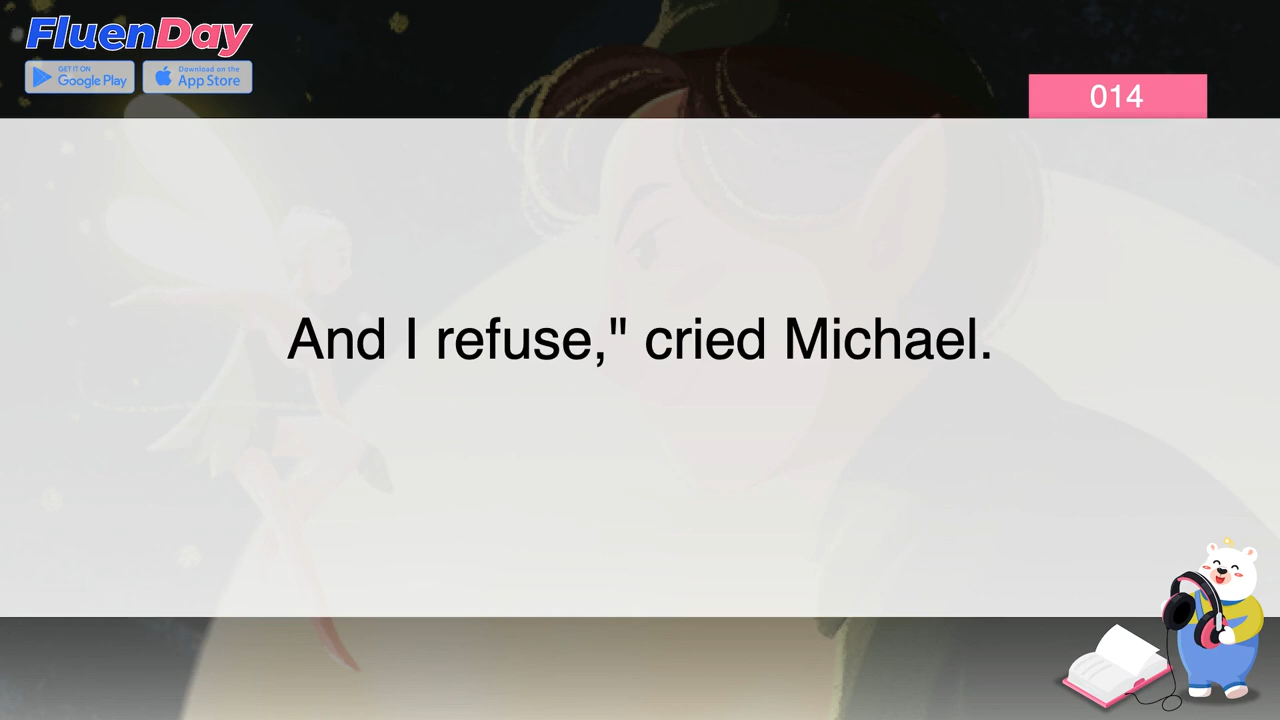 FluenDay
GET IT ON
Google Play
Download on the
App Store
014
And I refuse," cried Michael.